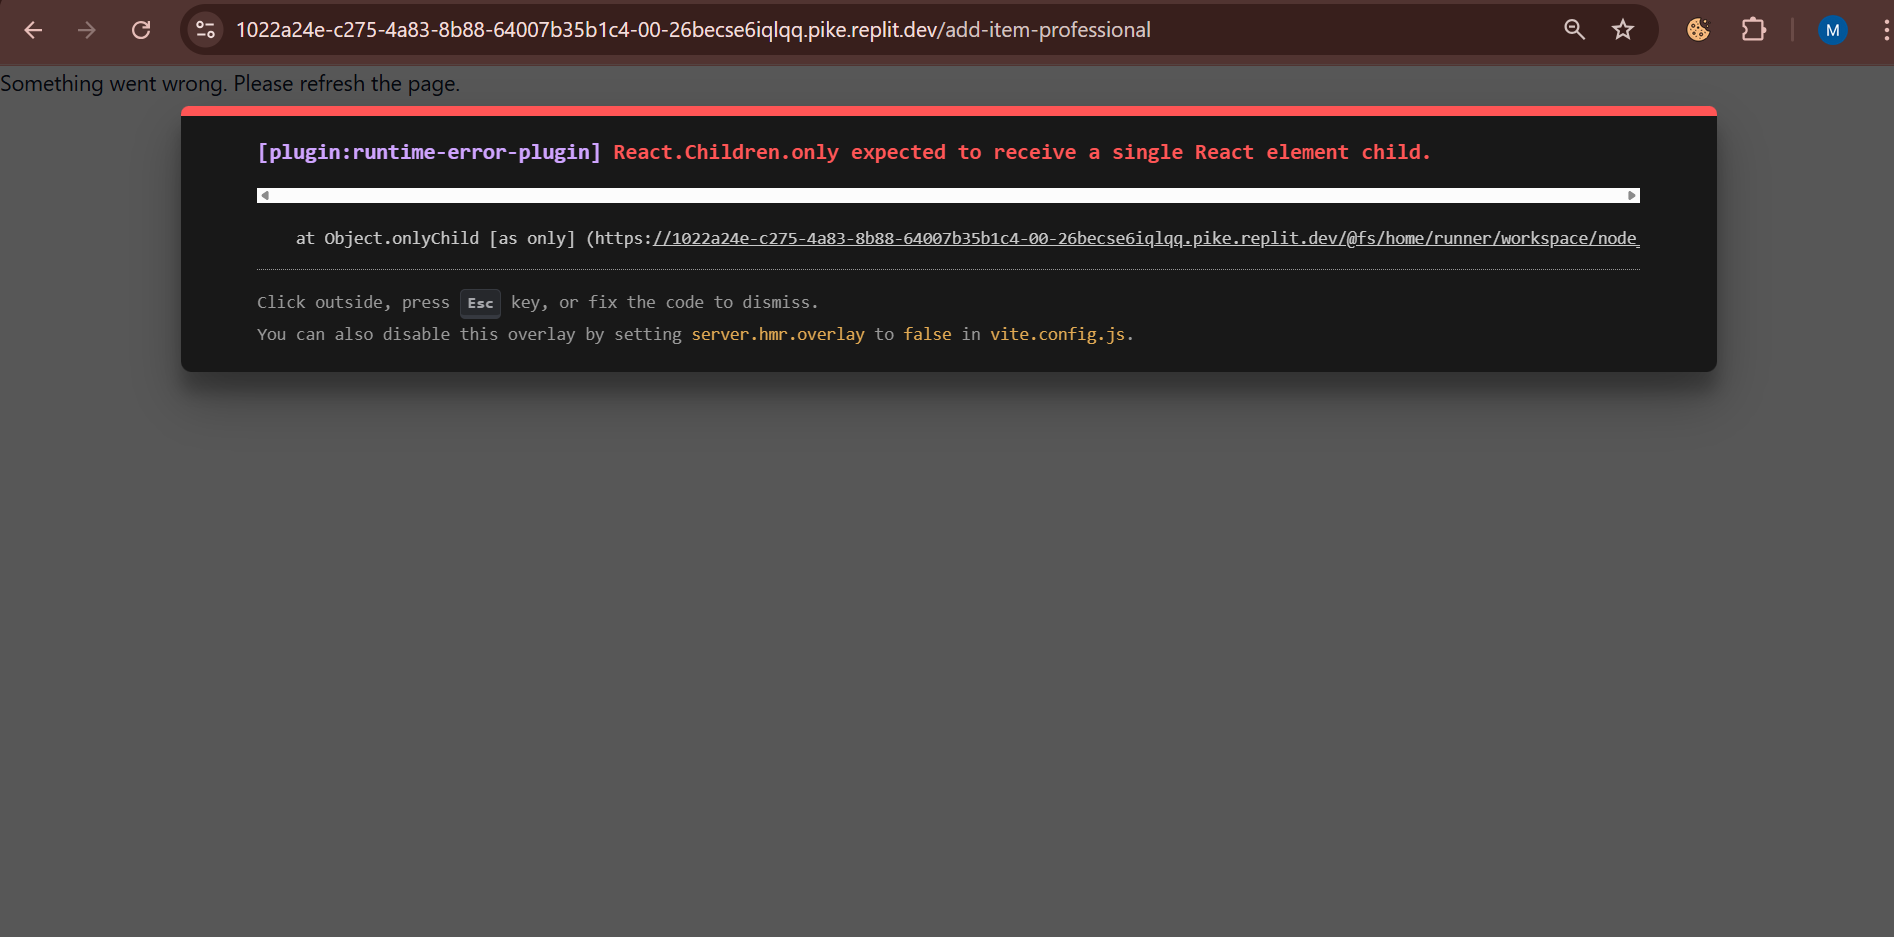 1022a24e-c275-4a83-8b88-64007b35b1c4-00-26becse6iqlqq.pike.replit.dev/add-item-professional
M
Something went wrong. Please refresh the page.
[plugin:runtime-error-plugin] React.Children.only expected to receive a single React element child.
at Object.onlyChild [as only] (https://1022a24e-c275-4a83-8b88-64007b35b1c4-00-26becse6iqlqq.pike.replit.dev/@fs/home/runner/workspace/node_
Click outside, press Esc key, or fix the code to dismiss.
You can also disable this overlay by setting server.hmr.overlay to false in vite.config.js.